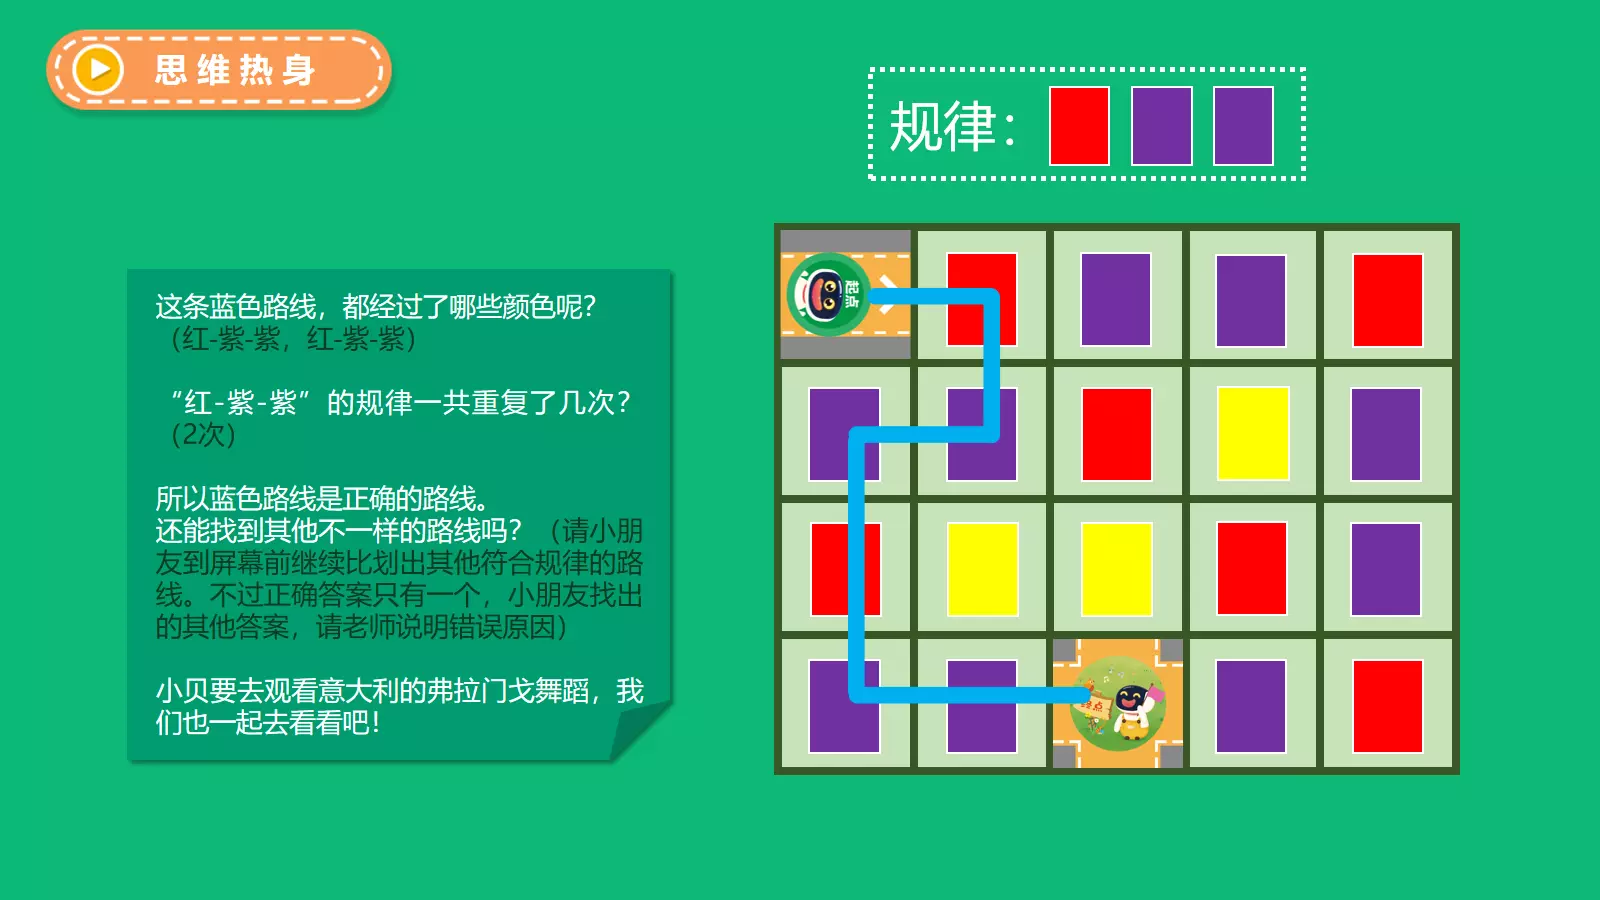 思维热身
规律：
起点
这条蓝色路线，都经过了哪些颜色呢？
（红-紫-紫，红-紫-紫）
“红-紫-紫”的规律一共重复了几次？
（2次）
所以蓝色路线是正确的路线。
还能找到其他不一样的路线吗？（请小朋
友到屏幕前继续比划出其他符合规律的路
线。不过正确答案只有一个，小朋友找出
的其他答案，请老师说明错误原因）
小贝要去观看意大利的弗拉门戈舞蹈，我
们也一起去看看吧！
终点